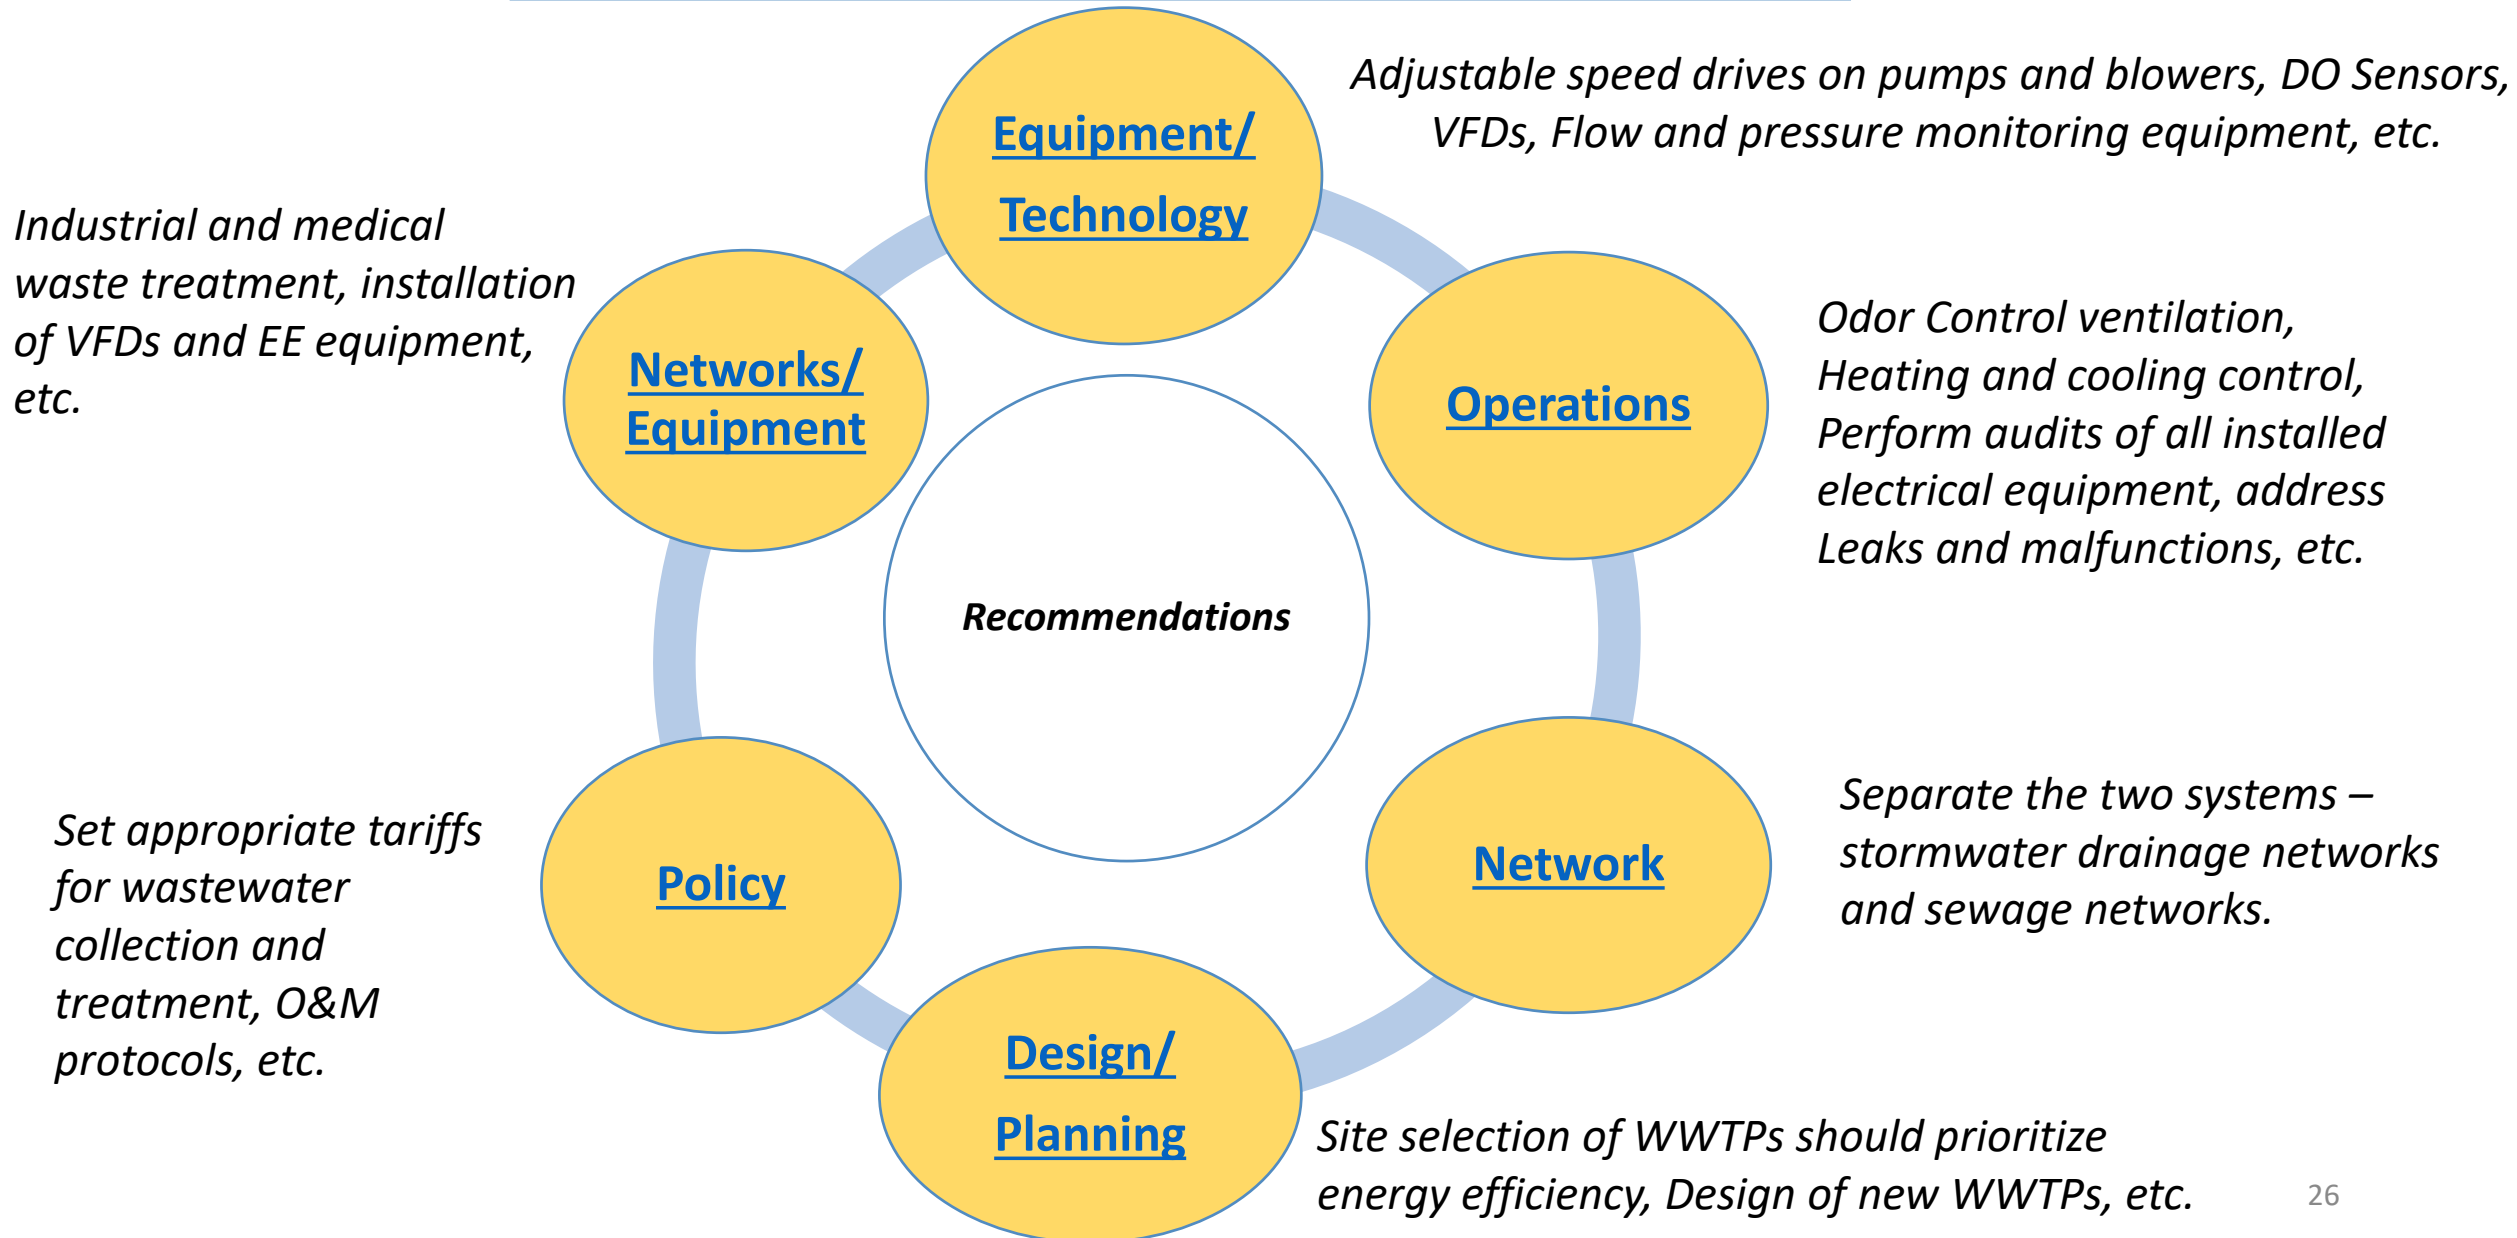 Equipment/
Technology
Adjustable speed drives on pumps and blowers, DO Sensors,
VFDs, Flow and pressure monitoring equipment, etc.
Operations
Odor Control ventilation,
Heating and cooling control,
Perform audits of all installed
electrical equipment, address
Leaks and malfunctions, etc.
Network
Separate the two systems –
stormwater drainage networks
and sewage networks.
Design/
Planning
Site selection of WWTPs should prioritize
energy efficiency, Design of new WWTPs, etc.
Policy
Set appropriate tariffs
for wastewater
collection and
treatment, O&M
protocols, etc.
Networks/
Equipment
Industrial and medical
waste treatment, installation
of VFDs and EE equipment,
etc.
Recommendations
26